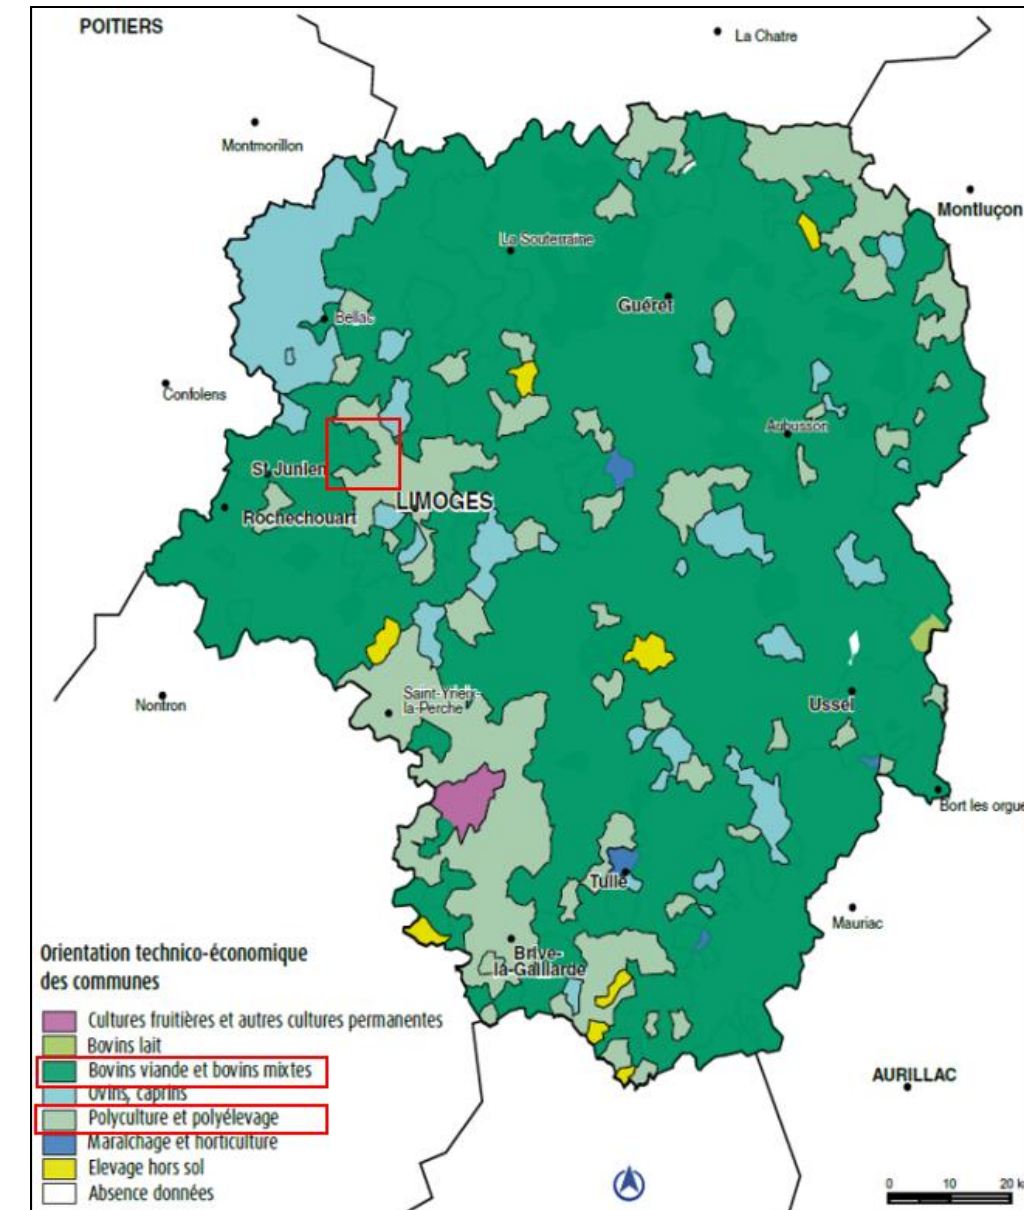 POITIERS
La Chatre
Montmorillon
Montluçon
La Souterraine
Guéret
Bellac
Confolens
Aubusson
St Junien
LIMOGES
Rochechouart
Nontron
Saint-Yrieix-
la-Perche
Ussel
Bort les orgue
Tulle
Mauriac
Brive-
la-Gaillarde
AURILLAC
Orientation technico-économique
des communes
Cultures fruitières et autres cultures permanentes
Bovins lait
Bovins viande et bovins mixtes
Ovins, caprins
Polyculture et polyélevage
Maraîchage et horticulture
Elevage hors sol
Absence données
0 10 20 k